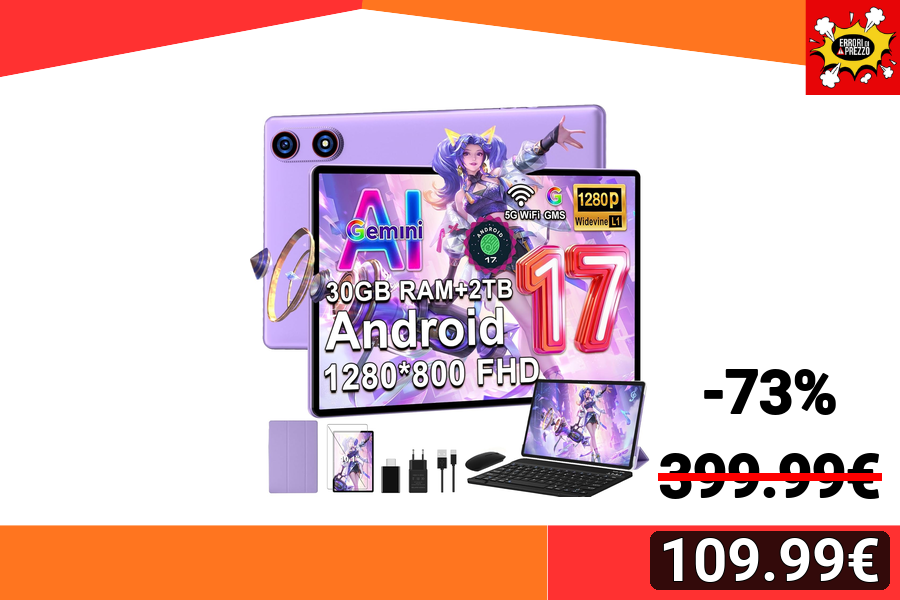 ERRORI DI
PREZZO
AI
Gemini
5G WiFi GMS
1280p
Widevine L1
ANDROID
17
30GB RAM+2TB
17
Android
1280*800 FHD
-73%
399.99€
109.99€